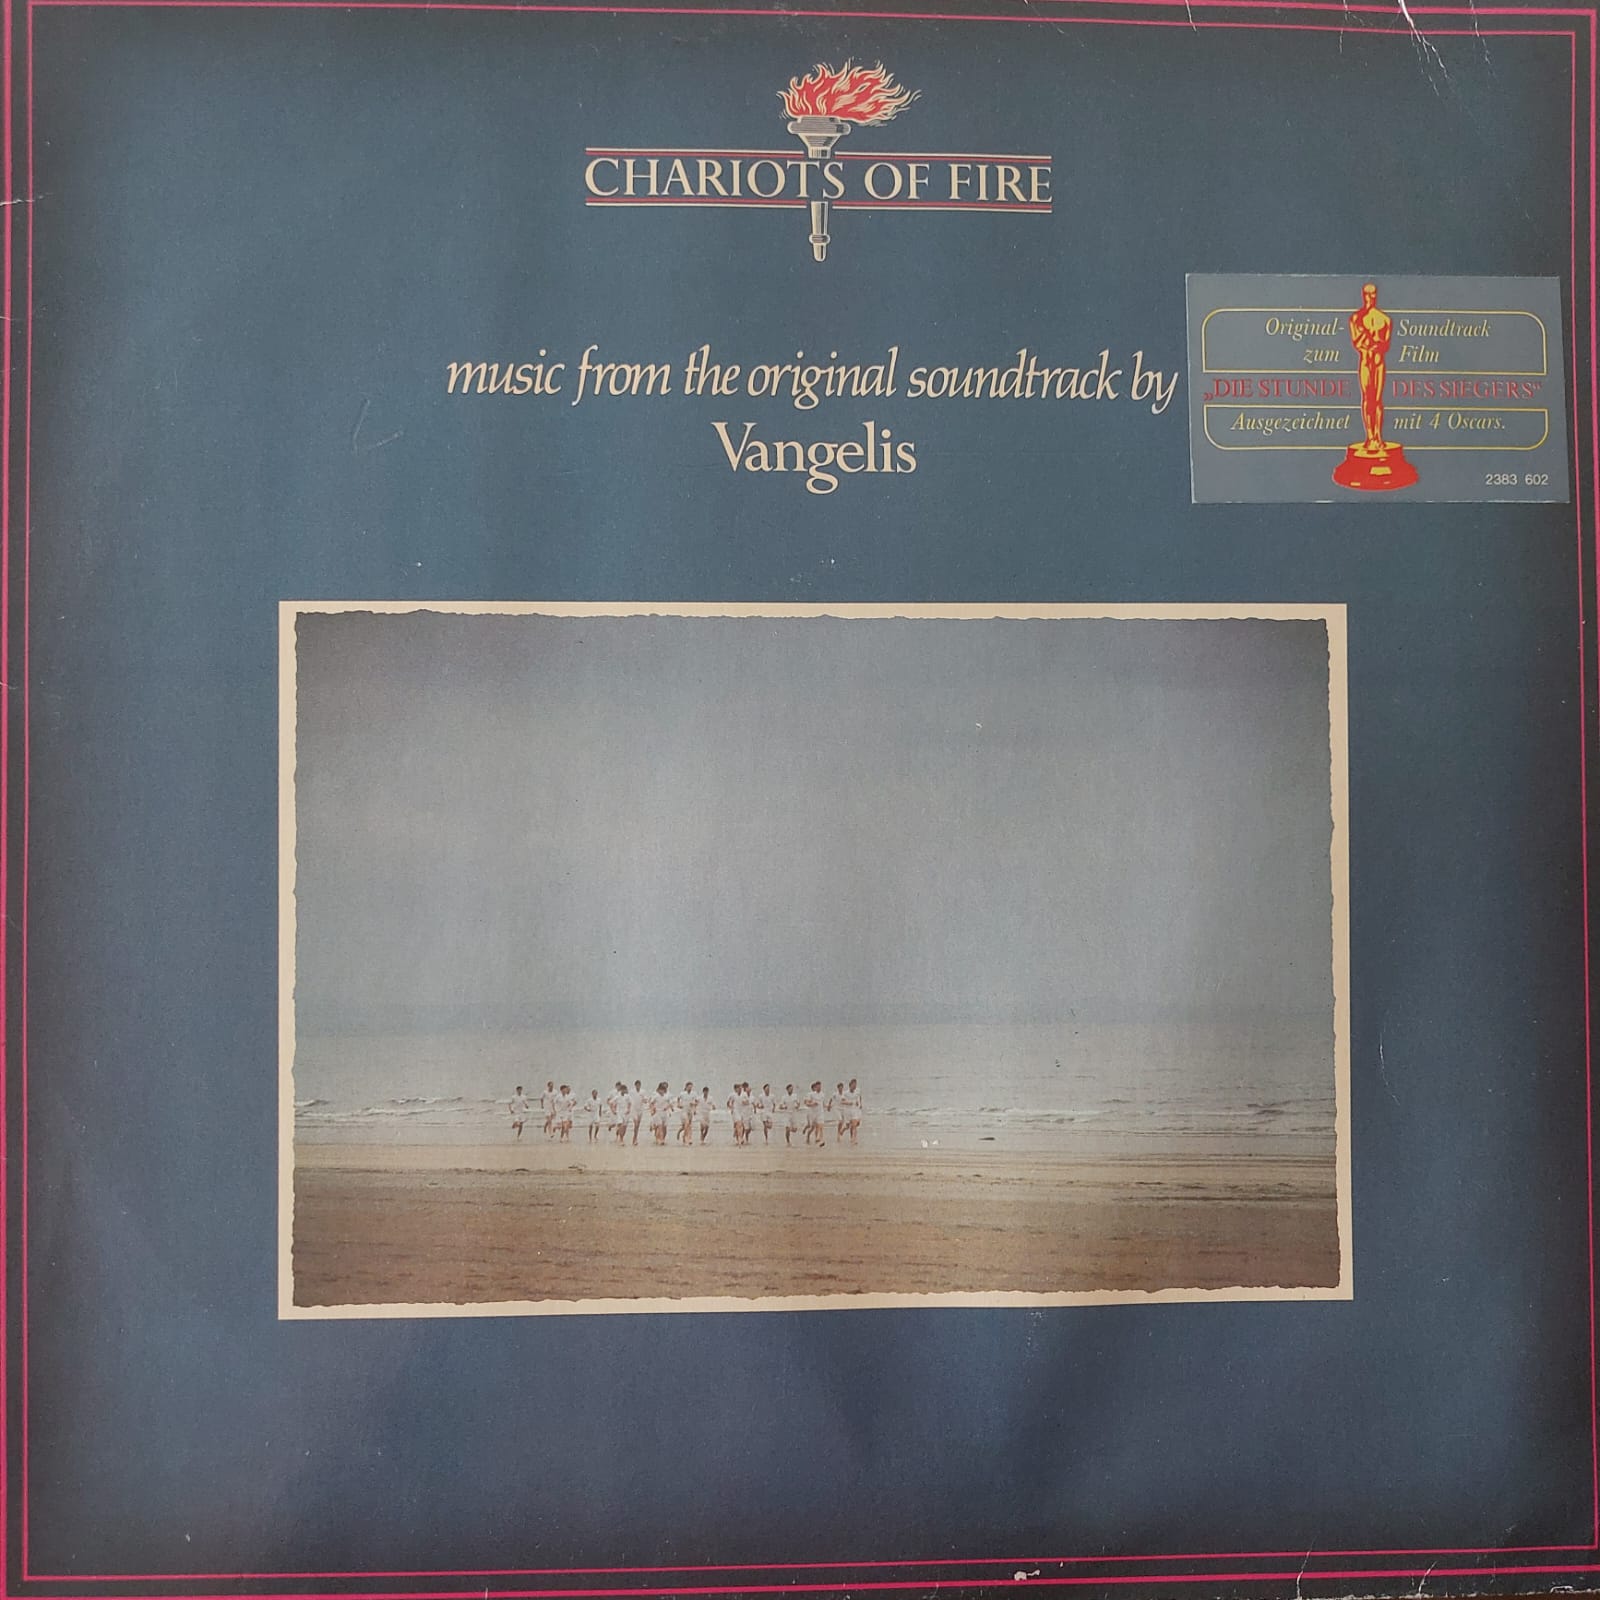 CHARIOTS OF FIRE
music from the original soundtrack by
Vangelis
Original-Soundtrack
zum Film
„DIE STUNDE DES SIEGERS“
Ausgezeichnet mit 4 Oscars.
2383 602